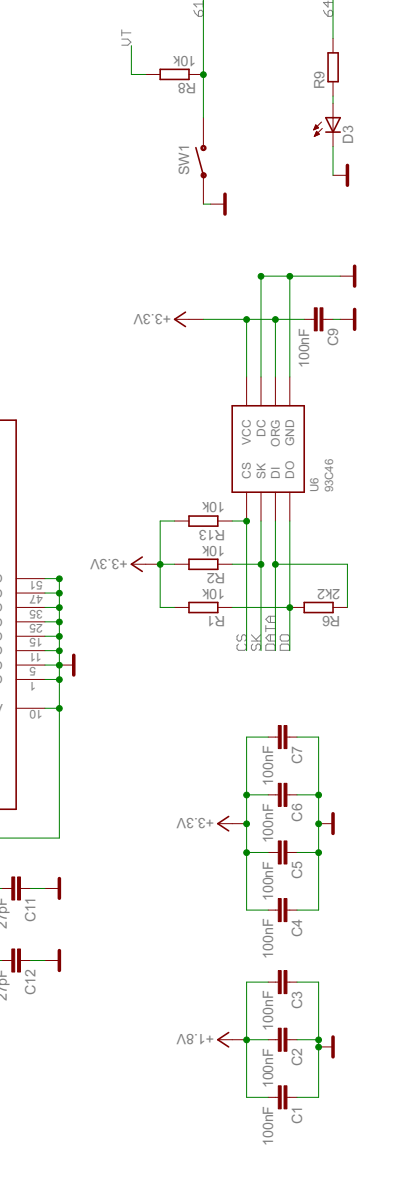 61
64
VT
10k
R8
R9
D3
SW1
+3.3V
100nF
C9
VCC
DC
ORG
GND
CS
SK
DI
DO
U6
93C46
10k
R13
+3.3V
10k
R2
10k
R1
2k2
R6
CS
SK
DATA
DO
51
47
35
25
15
11
5
1
10
100nF
C7
100nF
C6
+3.3V
100nF
C5
100nF
C4
27pF
C11
27pF
C12
100nF
C3
+1.8V
100nF
C2
100nF
C1